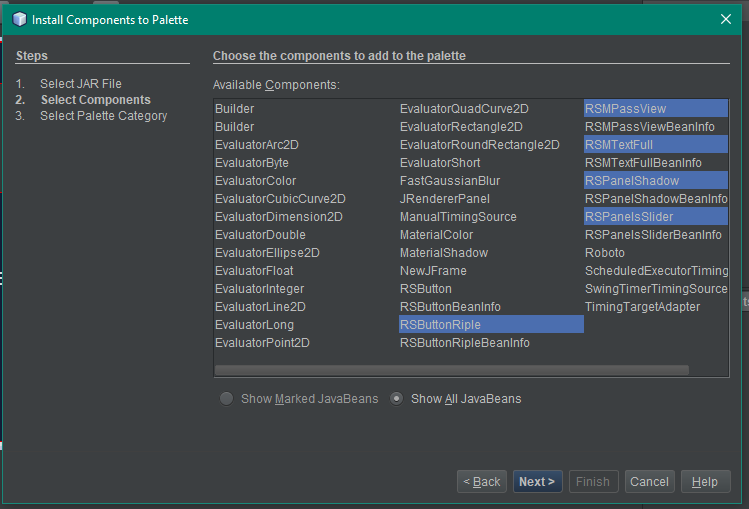 Install Components to Palette
Steps
1. Select JAR File
2. Select Components
3. Select Palette Category
Choose the components to add to the palette
Available Components:
Builder
Builder
EvaluatorArc2D
EvaluatorByte
EvaluatorColor
EvaluatorCubicCurve2D
EvaluatorDimension2D
EvaluatorDouble
EvaluatorEllipse2D
EvaluatorFloat
EvaluatorInteger
EvaluatorLine2D
EvaluatorLong
EvaluatorPoint2D
EvaluatorQuadCurve2D
EvaluatorRectangle2D
EvaluatorRoundRectangle2D
EvaluatorShort
FastGaussianBlur
JRendererPanel
ManualTimingSource
MaterialColor
MaterialShadow
NewJFrame
RSButton
RSButtonBeanInfo
RSButtonRiple
RSButtonRipleBeanInfo
RSMPassView
RSMPassViewBeanInfo
RSMTextFull
RSMTextFullBeanInfo
RSPanelShadow
RSPanelShadowBeanInfo
RSPanelsSlider
RSPanelsSliderBeanInfo
Roboto
ScheduledExecutorTiming
SwingTimerTimingSource
TimingTargetAdapter
Show Marked JavaBeans
Show All JavaBeans
< Back
Next >
Finish
Cancel
Help